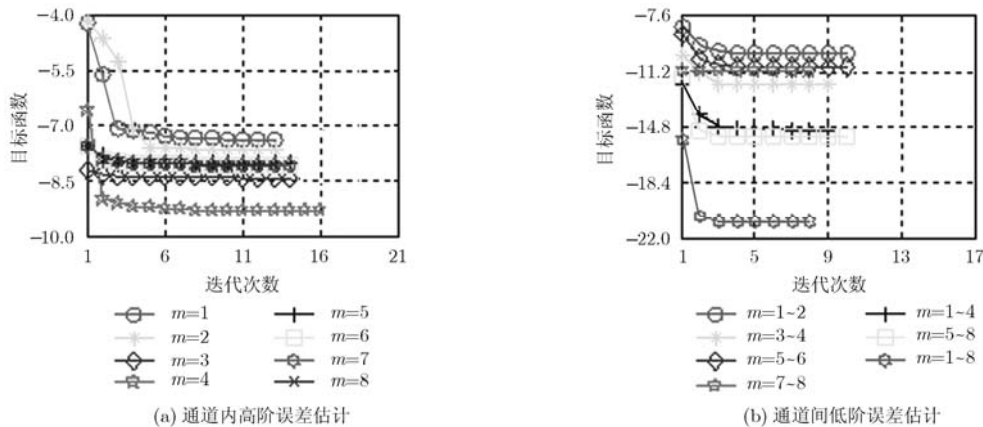 −4.0
−5.5
−7.0
−8.5
−10.0
目标函数
1
6
11
16
21
迭代次数
m=1
m=5
m=2
m=6
m=3
m=7
m=4
m=8
(a) 通道内高阶误差估计
−7.6
−11.2
−14.8
−18.4
−22.0
目标函数
1
5
9
13
17
迭代次数
m=1~2
m=1~4
m=3~4
m=5~8
m=5~6
m=1~8
m=7~8
(b) 通道间低阶误差估计